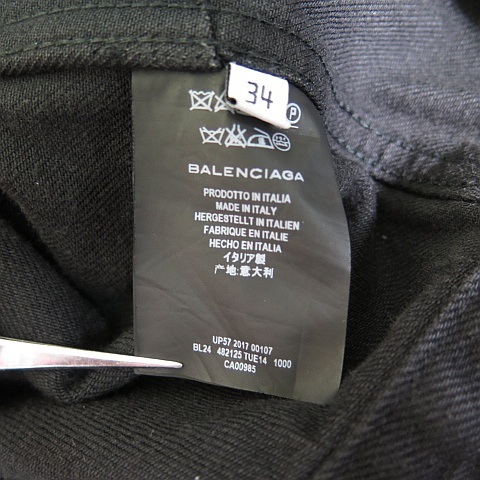 34
P
BALENCIAGA
PRODOTTO IN ITALIA
MADE IN ITALY
HERGESTELLT IN ITALIEN
FABRIQUE EN ITALIE
HECHO EN ITALIA
イタリア製
产地:意大利
UP57 2017 00107
BL24 482125 TUE14 1000
CA00985